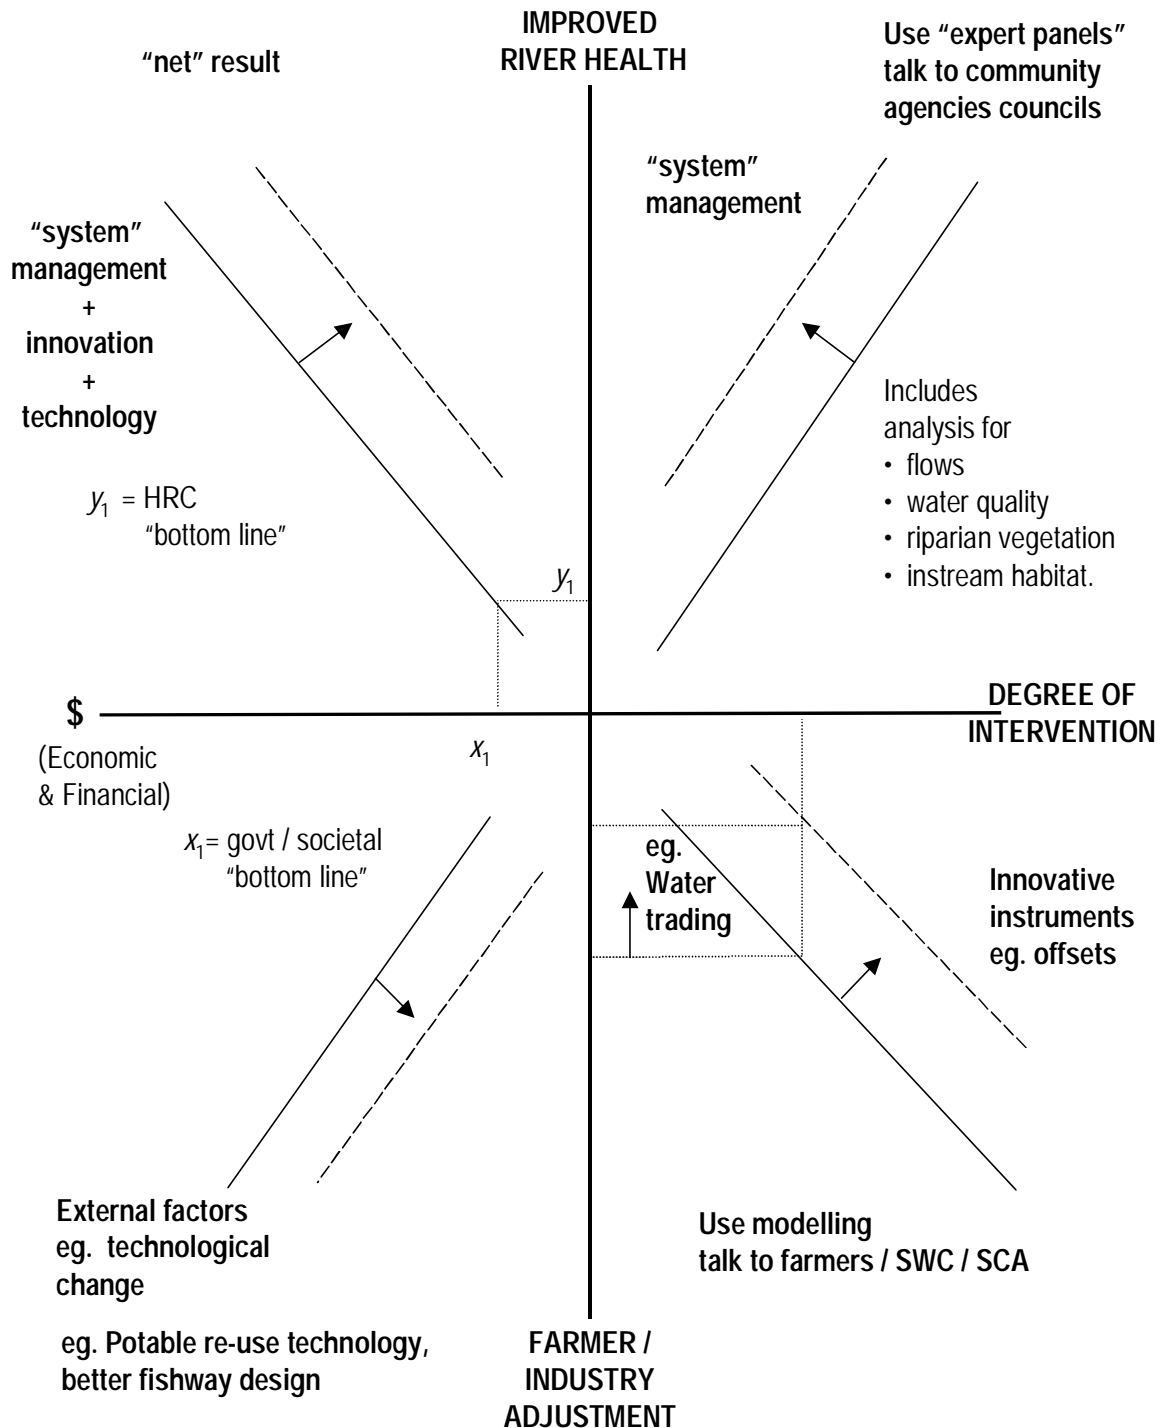 IMPROVED
RIVER HEALTH
“net” result
Use “expert panels”
talk to community
agencies councils
“system”
management
“system”
management
+
innovation
+
technology
Includes
analysis for
• flows
• water quality
• riparian vegetation
• instream habitat.
y1 = HRC
“bottom line”
y1
$
(Economic
& Financial)
DEGREE OF
INTERVENTION
x1
x1= govt / societal
“bottom line”
eg.
Water
trading
Innovative
instruments
eg. offsets
External factors
eg. technological
change
eg. Potable re-use technology,
better fishway design
Use modelling
talk to farmers / SWC / SCA
FARMER /
INDUSTRY
ADJUSTMENT